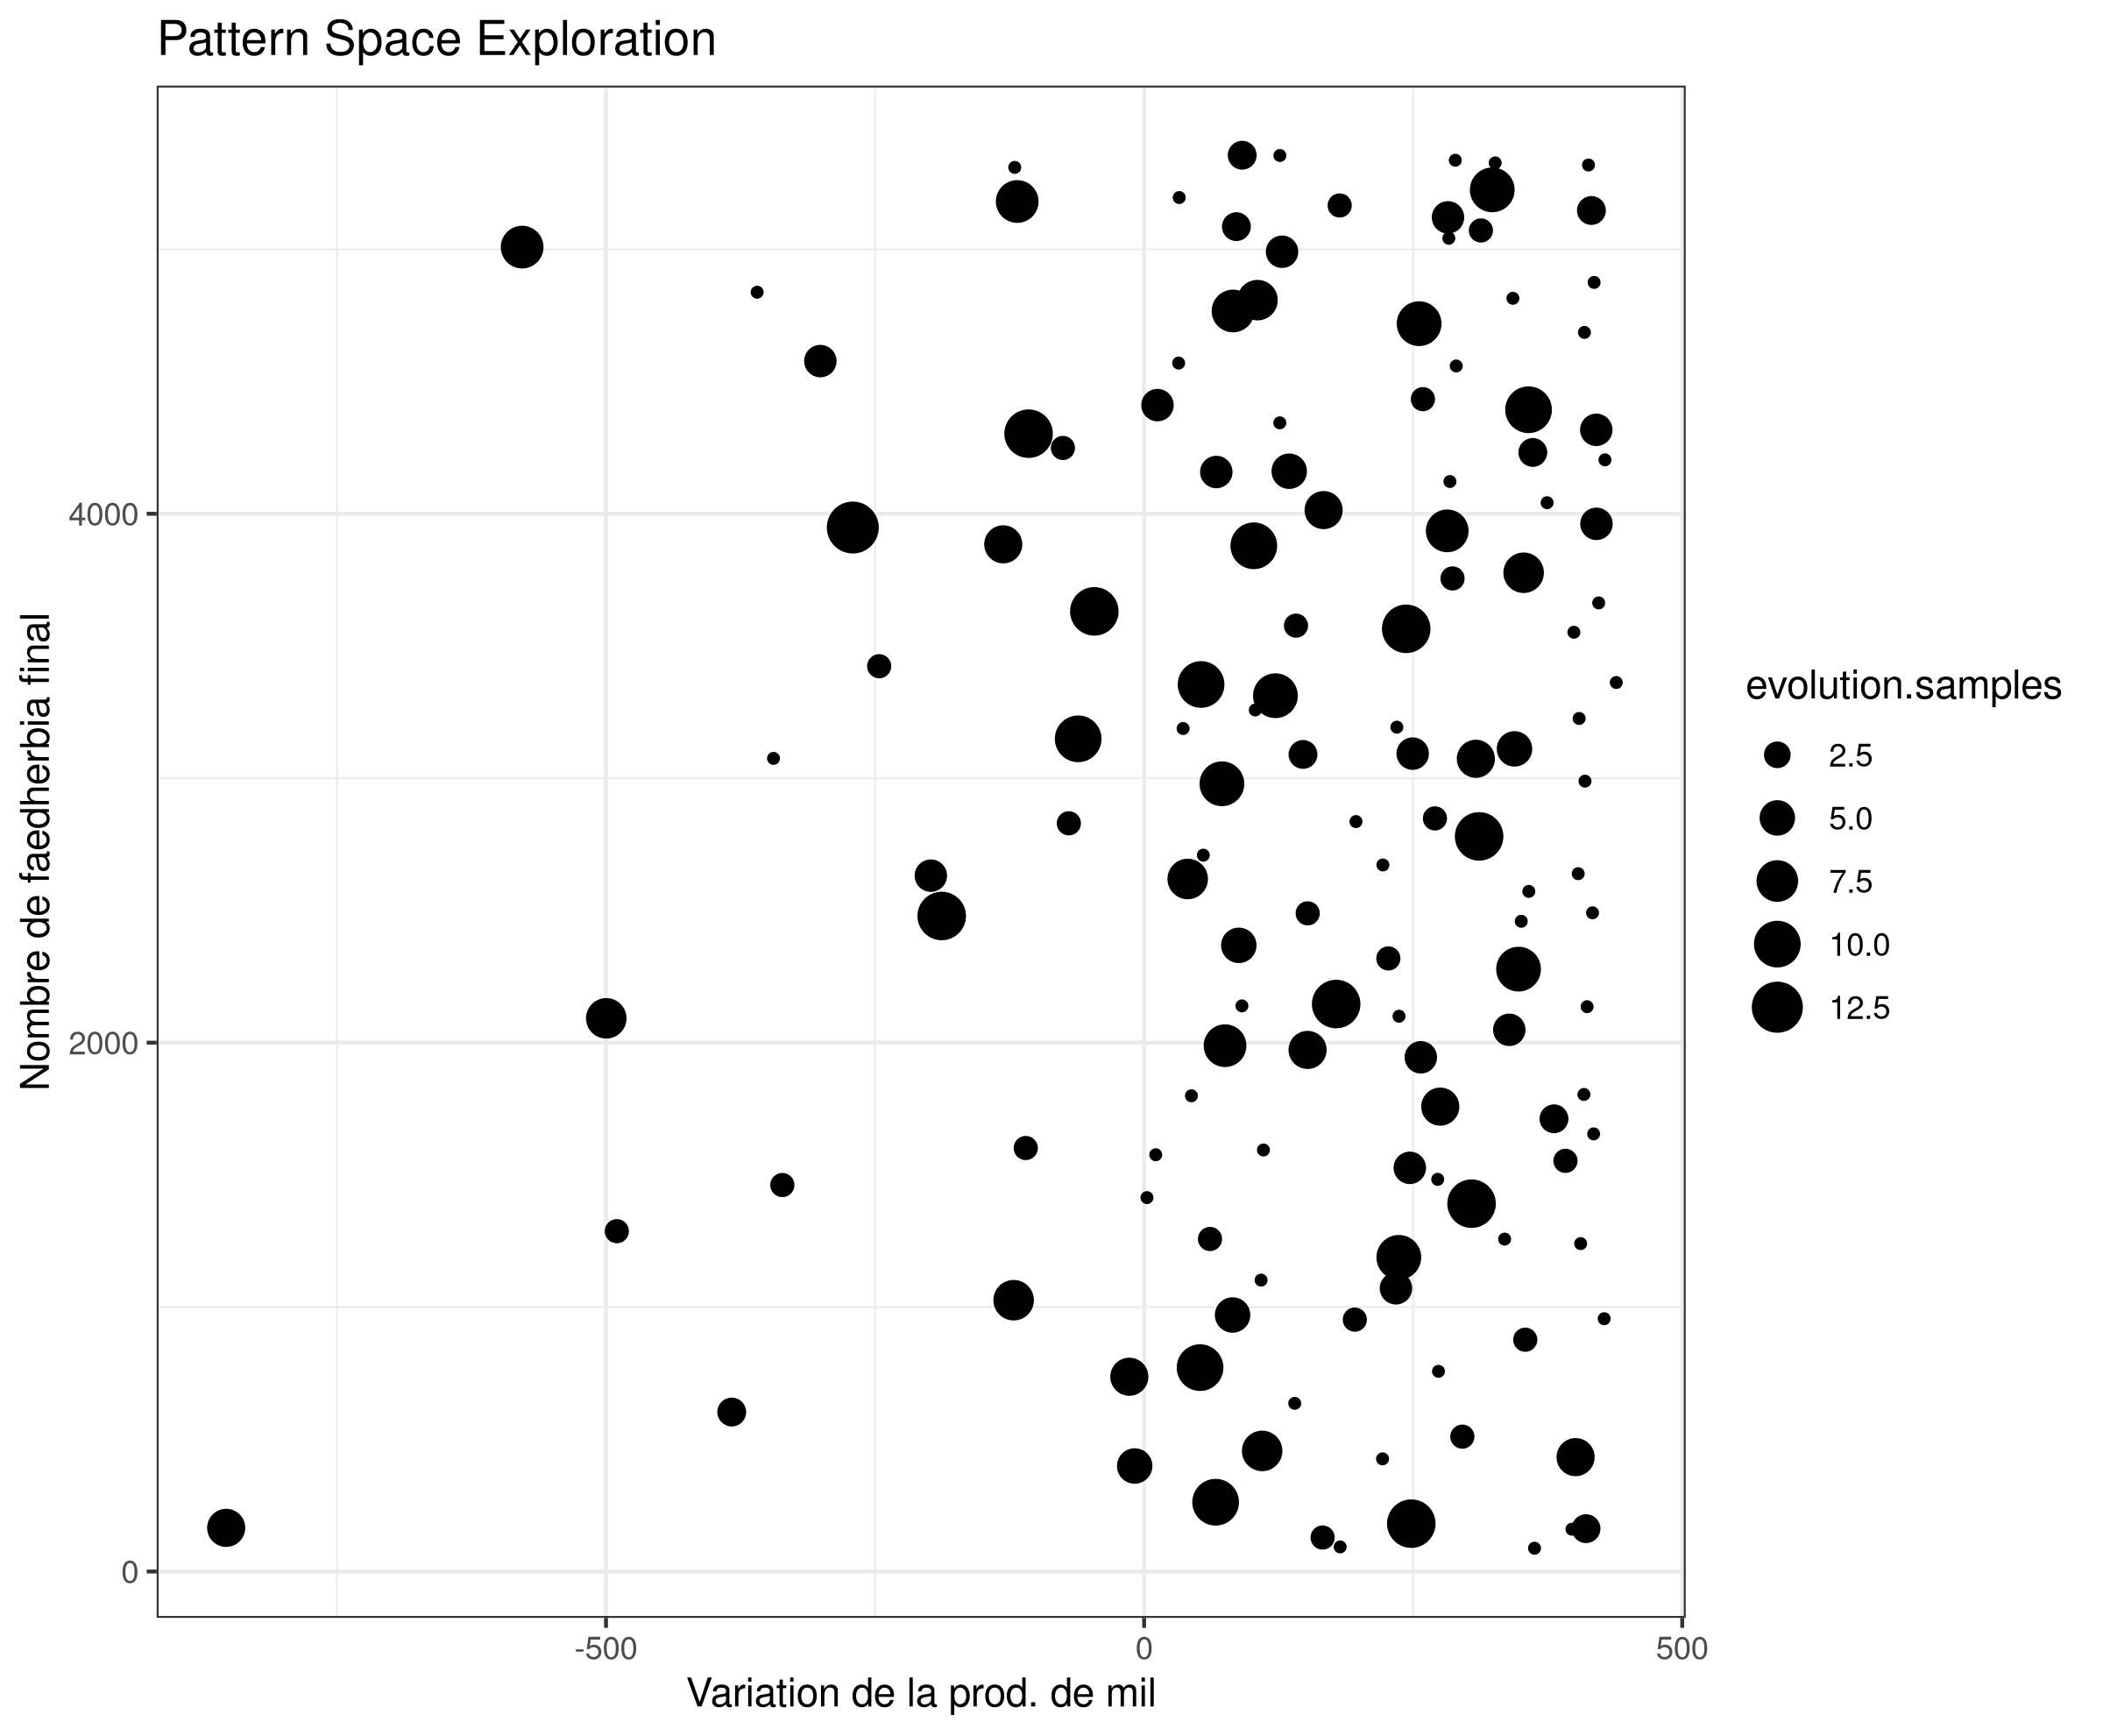 Pattern Space Exploration
Nombre de faedherbia final
4000
2000
0
-500
0
500
Variation de la prod. de mil
evolution.samples
2.5
5.0
7.5
10.0
12.5